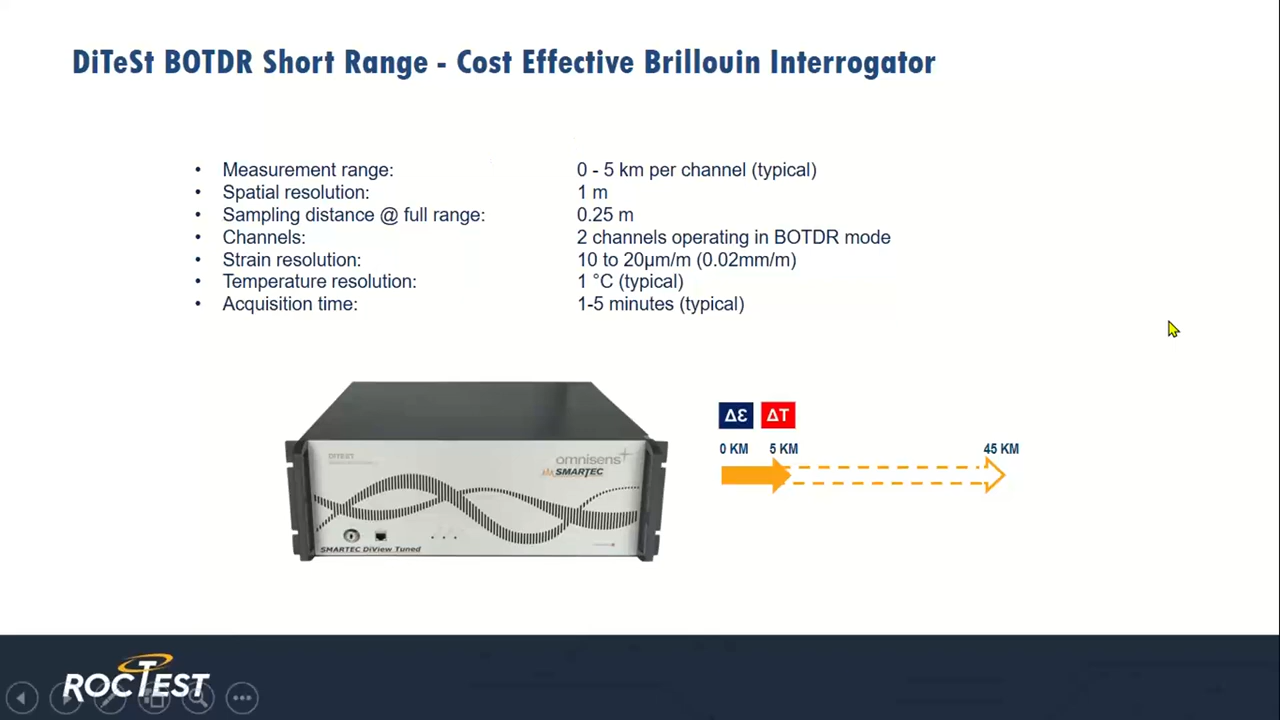 DiTeSt BOTDR Short Range - Cost Effective Brillouin Interrogator
• Measurement range: 0 - 5 km per channel (typical)
• Spatial resolution: 1 m
• Sampling distance @ full range: 0.25 m
• Channels: 2 channels operating in BOTDR mode
• Strain resolution: 10 to 20µm/m (0.02mm/m)
• Temperature resolution: 1 °C (typical)
• Acquisition time: 1-5 minutes (typical)
Δε ΔT
0 KM 5 KM 45 KM
DITEST
omnisens
SMARTEC
SMARTEC DiView Tuned
ROCTEST